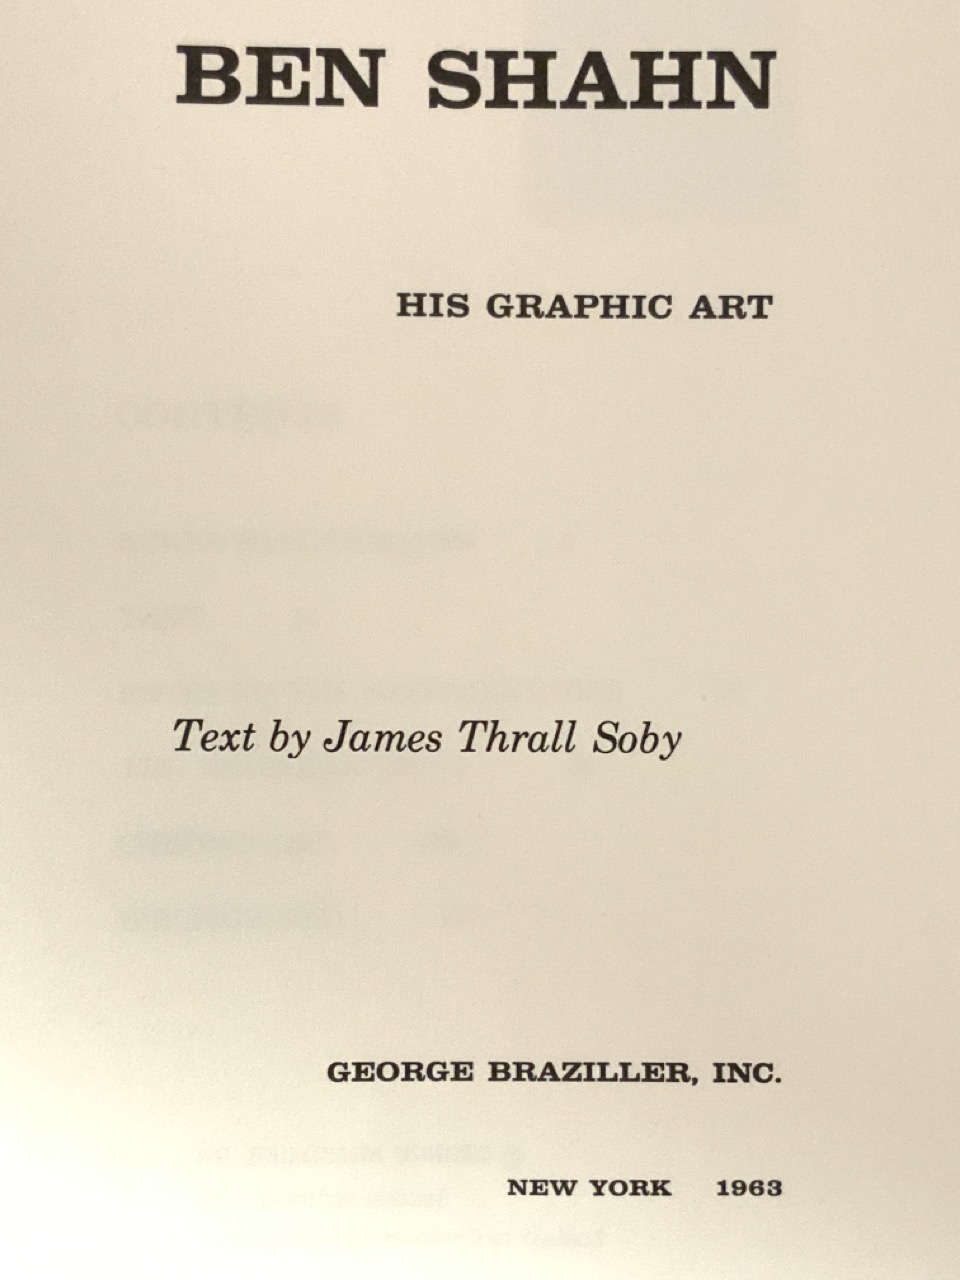 BEN SHAHN
HIS GRAPHIC ART
Text by James Thrall Soby
GEORGE BRAZILLER, INC.
NEW YORK 1963